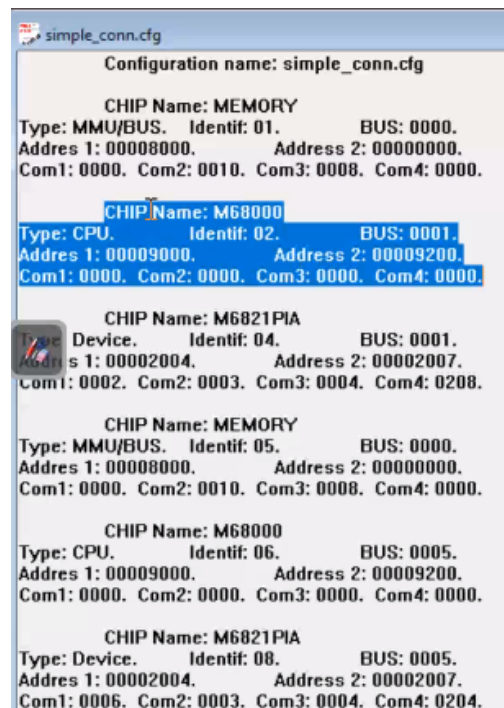 simple_conn.cfg
Configuration name: simple_conn.cfg
CHIP Name: MEMORY
Type: MMU/BUS. Identif: 01. BUS: 0000.
Addres 1: 00008000. Address 2: 00000000.
Com1: 0000. Com2: 0010. Com3: 0008. Com4: 0000.
CHIP Name: M68000
Type: CPU. Identif: 02. BUS: 0001.
Addres 1: 00009000. Address 2: 00009200.
Com1: 0000. Com2: 0000. Com3: 0000. Com4: 0000.
CHIP Name: M6821PIA
Device. Identif: 04. BUS: 0001.
s 1: 00002004. Address 2: 00002007.
Com1: 0002. Com2: 0003. Com3: 0004. Com4: 0208.
CHIP Name: MEMORY
Type: MMU/BUS. Identif: 05. BUS: 0000.
Addres 1: 00008000. Address 2: 00000000.
Com1: 0000. Com2: 0010. Com3: 0008. Com4: 0000.
CHIP Name: M68000
Type: CPU. Identif: 06. BUS: 0005.
Addres 1: 00009000. Address 2: 00009200.
Com1: 0000. Com2: 0000. Com3: 0000. Com4: 0000.
CHIP Name: M6821PIA
Type: Device. Identif: 08. BUS: 0005.
Addres 1: 00002004. Address 2: 00002007.
Com1: 0006. Com2: 0003. Com3: 0004. Com4: 0204.